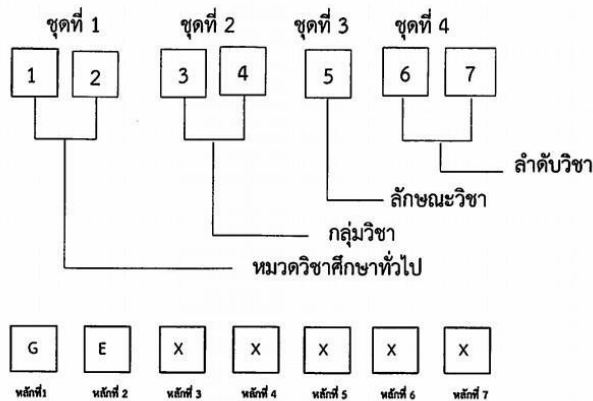 ชุดที่ 1 ชุดที่ 2 ชุดที่ 3 ชุดที่ 4
1 2 3 4 5 6 7
ลำดับวิชา
ลักษณะวิชา
กลุ่มวิชา
หมวดวิชาศึกษาทั่วไป
G E X X X X X
หลักที่1 หลักที่ 2 หลักที่ 3 หลักที่ 4 หลักที่ 5 หลักที่ 6 หลักที่ 7